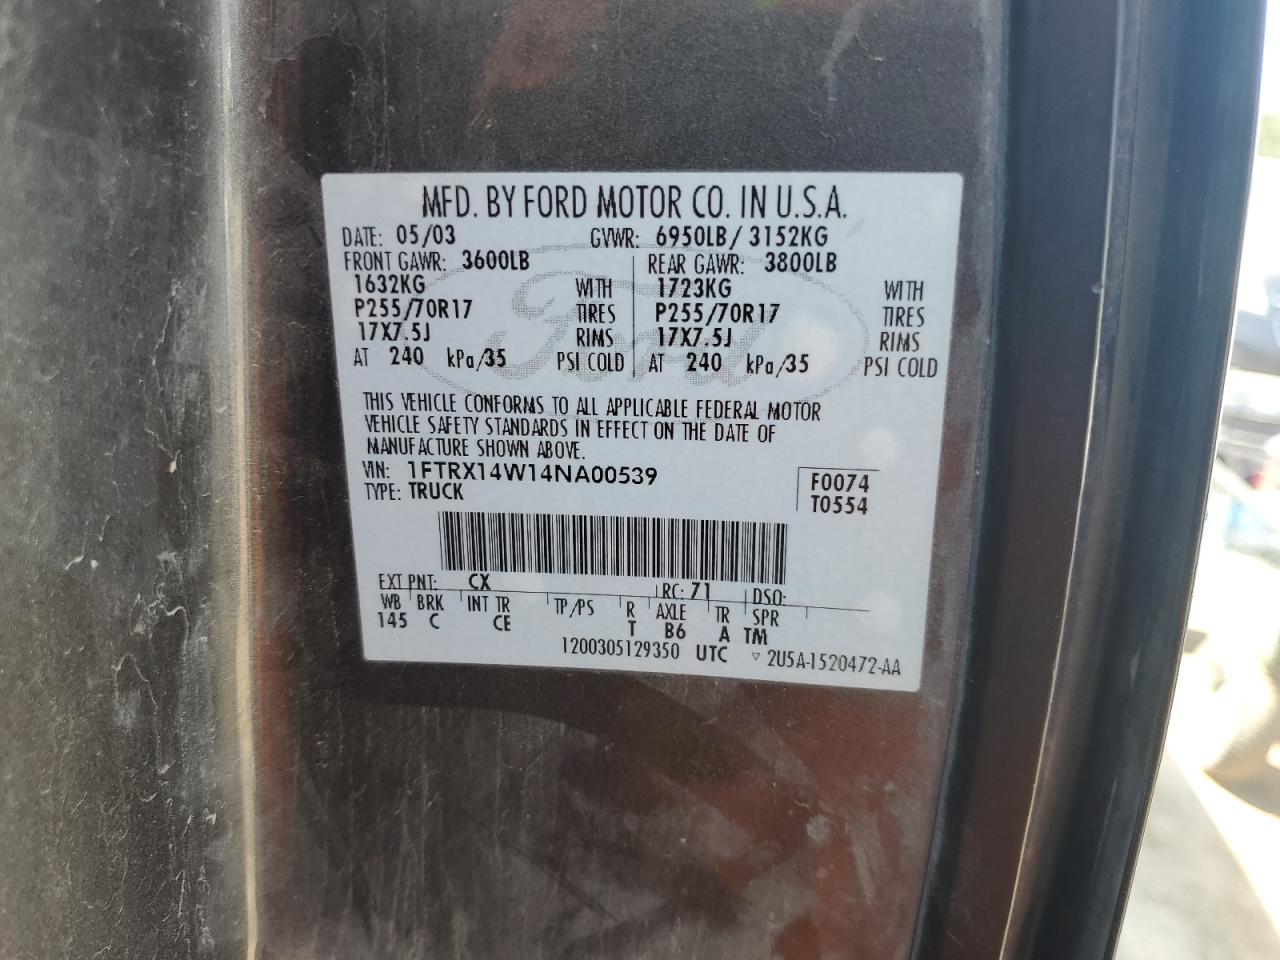 MFD. BY FORD MOTOR CO. IN U.S.A.
DATE: 05/03 GVWR: 6950LB/ 3152KG
FRONT GAWR: 3600LB REAR GAWR: 3800LB
1632KG WITH 1723KG WITH
P255/70R17 TIRES P255/70R17 TIRES
17X7.5J RIMS 17X7.5J RIMS
AT 240 kPa/35 PSI COLD AT 240 kPa/35 PSI COLD
Ford
THIS VEHICLE CONFORMS TO ALL APPLICABLE FEDERAL MOTOR
VEHICLE SAFETY STANDARDS IN EFFECT ON THE DATE OF
MANUFACTURE SHOWN ABOVE.
VIN: 1FTRX14W14NA00539 F0074
TYPE: TRUCK T0554
EXT PNT: CX RC: 71 DSO:
WB BRK INT TR TP/PS R AXLE TR SPR
145 C CE T B6 A TM
1200305129350 UTC ▽ 2U5A-1520472-AA